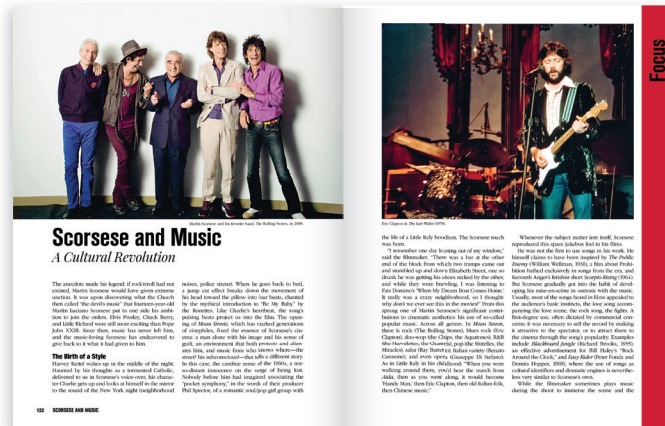 FOCUS
Martin Scorsese and his favorite band, The Rolling Stones, in 2008.
Eric Clapton in The Last Waltz (1978).
Scorsese and Music
A Cultural Revolution
The anecdote made his legend: if rock'n'roll had not
existed, Martin Scorsese would have given extreme
unction. It was upon discovering what the Church
then called "the devil's music" that fourteen-year-old
Martin Luciano Scorsese put to one side his ambi-
tion to join the orders. Elvis Presley, Chuck Berry,
and Little Richard were still more exciting than Pope
John XXIII. Since then, music has never left him,
and the music-loving Scorsese has endeavored to
give back to it what it had given to him.
The Birth of a Style
Harvey Keitel wakes up in the middle of the night.
Haunted by his thoughts as a tormented Catholic,
delivered to us in Scorsese's voice-over, his charac-
ter Charlie gets up and looks at himself in the mirror
to the sound of the New York night (neighborhood
noises, police sirens). When he goes back to bed,
a jump cut effect breaks down the movement of
his head toward the pillow into four beats, chanted
by the mythical introduction to "Be My Baby" by
the Ronettes. Like Charlie's heartbeat, the song's
pulsing beats project us into the film. The open-
ing of Mean Streets, which has marked generations
of cinephiles, fixed the essence of Scorsese's cin-
ema: a man alone with his image and his sense of
guilt, an environment that both protects and alien-
ates him, and music from who knows where—the
street? his subconscious?—that tells a different story.
In this case, the carefree sense of the 1960s, a not-
so-distant innocence on the verge of being lost.
Nobody before him had imagined associating the
"pocket symphony," in the words of their producer
Phil Spector, of a romantic soul/pop girl group with
the life of a Little Italy hoodlum. The Scorsese touch
was born.
"I remember one day leaning out of my window,"
said the filmmaker. "There was a bar at the other
end of the block from which two tramps came out
and stumbled up and down Elizabeth Street, one so
drunk he was getting his shoes nicked by the other,
and while they were brawling, I was listening to
Fats Domino's 'When My Dream Boat Comes Home.'
It really was a crazy neighborhood, so I thought
why don't we ever see this in the movies?" From this
sprang one of Martin Scorsese's significant contri-
butions to cinematic aesthetics: his use of so-called
popular music. Across all genres. In Mean Streets,
there is rock (The Rolling Stones), blues rock (Eric
Clapton), doo-wop (the Chips, the Aquatones), R&B
(the Marvelettes, the Chantels), pop (the Shirelles, the
Miracles), salsa (Ray Barretto), Italian variety (Renato
Carosone), and even opera (Giuseppe Di Stefano).
As in Little Italy in his childhood: "When you were
walking around there, you'd hear the march from
Aida, then as you went along, it would become
'Handy Man,' then Eric Clapton, then old Italian folk,
then Chinese music."
Whenever the subject matter lent itself, Scorsese
reproduced this space jukebox feel in his films.
He was not the first to use songs in his work. He
himself claims to have been inspired by The Public
Enemy (William Wellman, 1931), a film about Prohi-
bition bathed exclusively in songs from the era, and
Kenneth Anger's fetishist short Scorpio Rising (1964).
But Scorsese gradually got into the habit of devel-
oping his mise-en-scène in osmosis with the music.
Usually, most of the songs heard in films appealed to
the audience's basic instincts, the love song accom-
panying the love scene, the rock song, the fights. A
first-degree use, often dictated by commercial con-
cerns: it was necessary to sell the record by making
it attractive to the spectator, or to attract them to
the cinema through the song's popularity. Examples
include Blackboard Jungle (Richard Brooks, 1955),
an effective advertisement for Bill Haley's "Rock
Around the Clock," and Easy Rider (Peter Fonda and
Dennis Hopper, 1969), where the use of songs as
cultural identifiers and dramatic engines is neverthe-
less very similar to Scorsese's own.
While the filmmaker sometimes plays music
during the shoot to immerse the scene and the
122 SCORSESE AND MUSIC